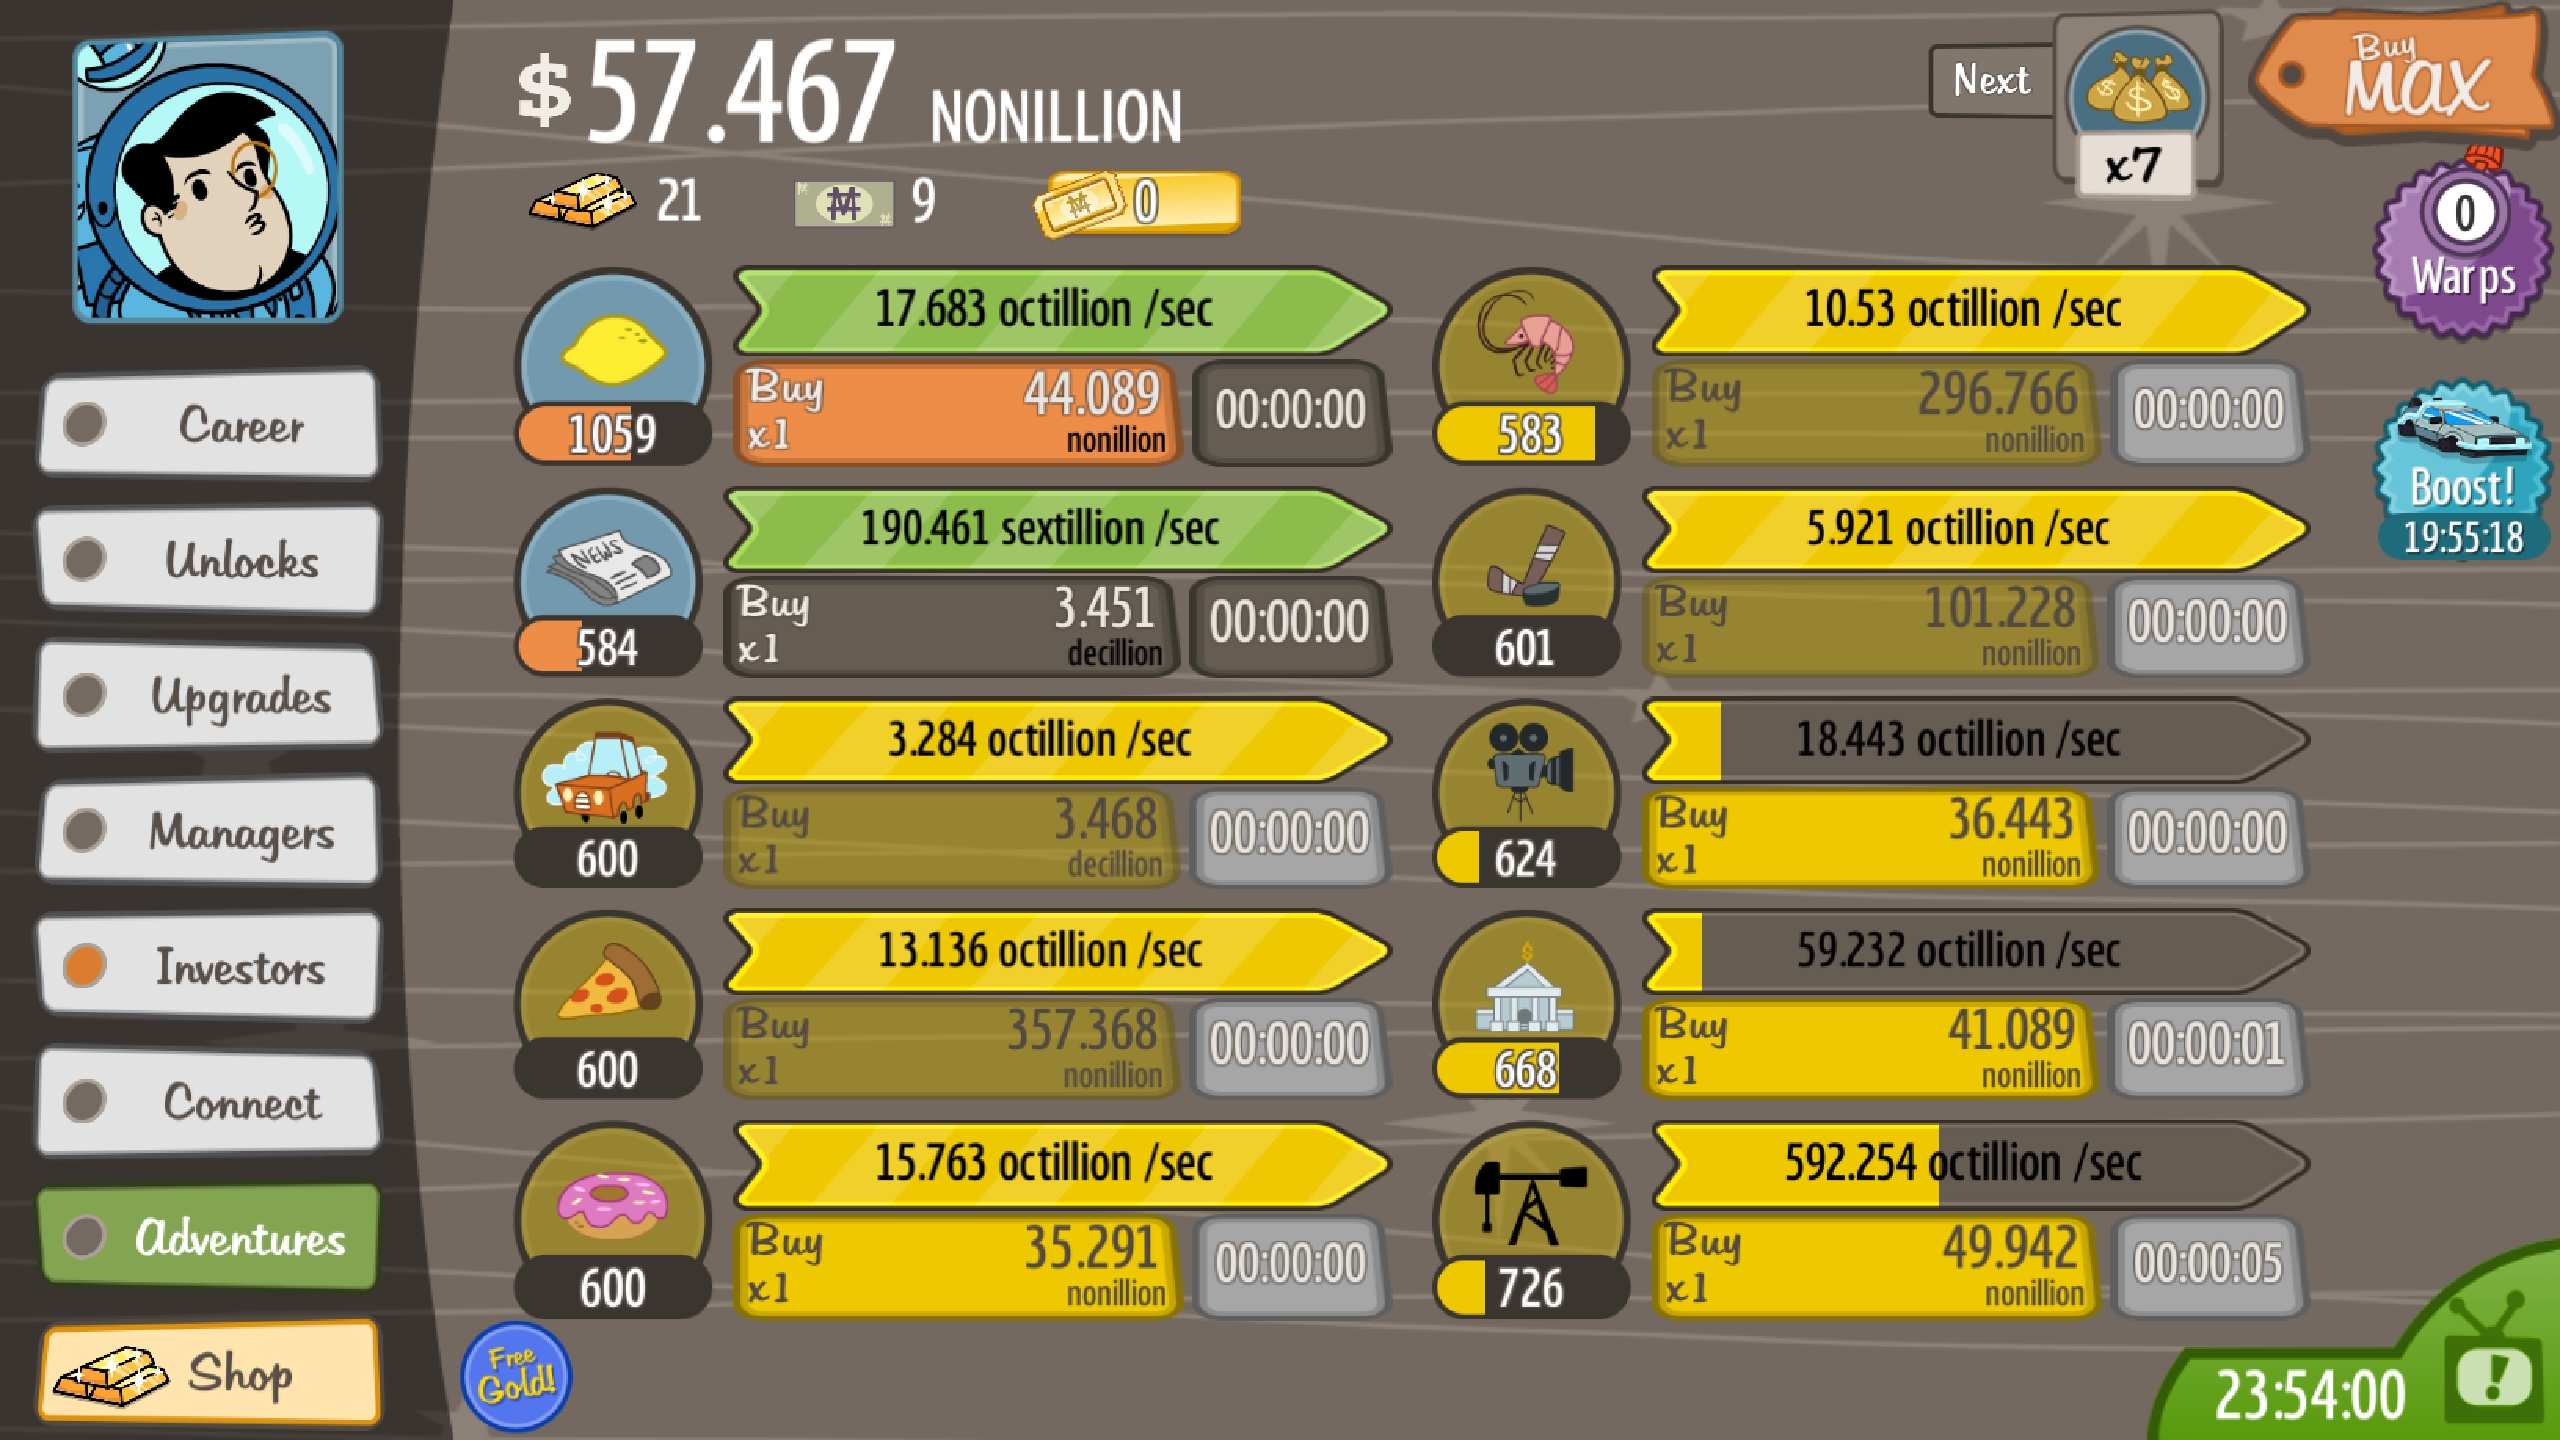 $57.467 NONILLION
21
9
0
Next
x7
Buy
MAX
0
Warps
Boost!
19:55:18
Career
Unlocks
Upgrades
Managers
Investors
Connect
Adventures
Shop
17.683 octillion /sec
1059
Buy x1
44.089 nonillion
00:00:00
NEWS
190.461 sextillion /sec
584
Buy x1
3.451 decillion
00:00:00
3.284 octillion /sec
600
Buy x1
3.468 decillion
00:00:00
13.136 octillion /sec
600
Buy x1
357.368 nonillion
00:00:00
15.763 octillion /sec
600
Buy x1
35.291 nonillion
00:00:00
10.53 octillion /sec
583
Buy x1
296.766 nonillion
00:00:00
5.921 octillion /sec
601
Buy x1
101.228 nonillion
00:00:00
18.443 octillion /sec
624
Buy x1
36.443 nonillion
00:00:00
59.232 octillion /sec
668
Buy x1
41.089 nonillion
00:00:01
592.254 octillion /sec
726
Buy x1
49.942 nonillion
00:00:05
Free
Gold!
23:54:00
!